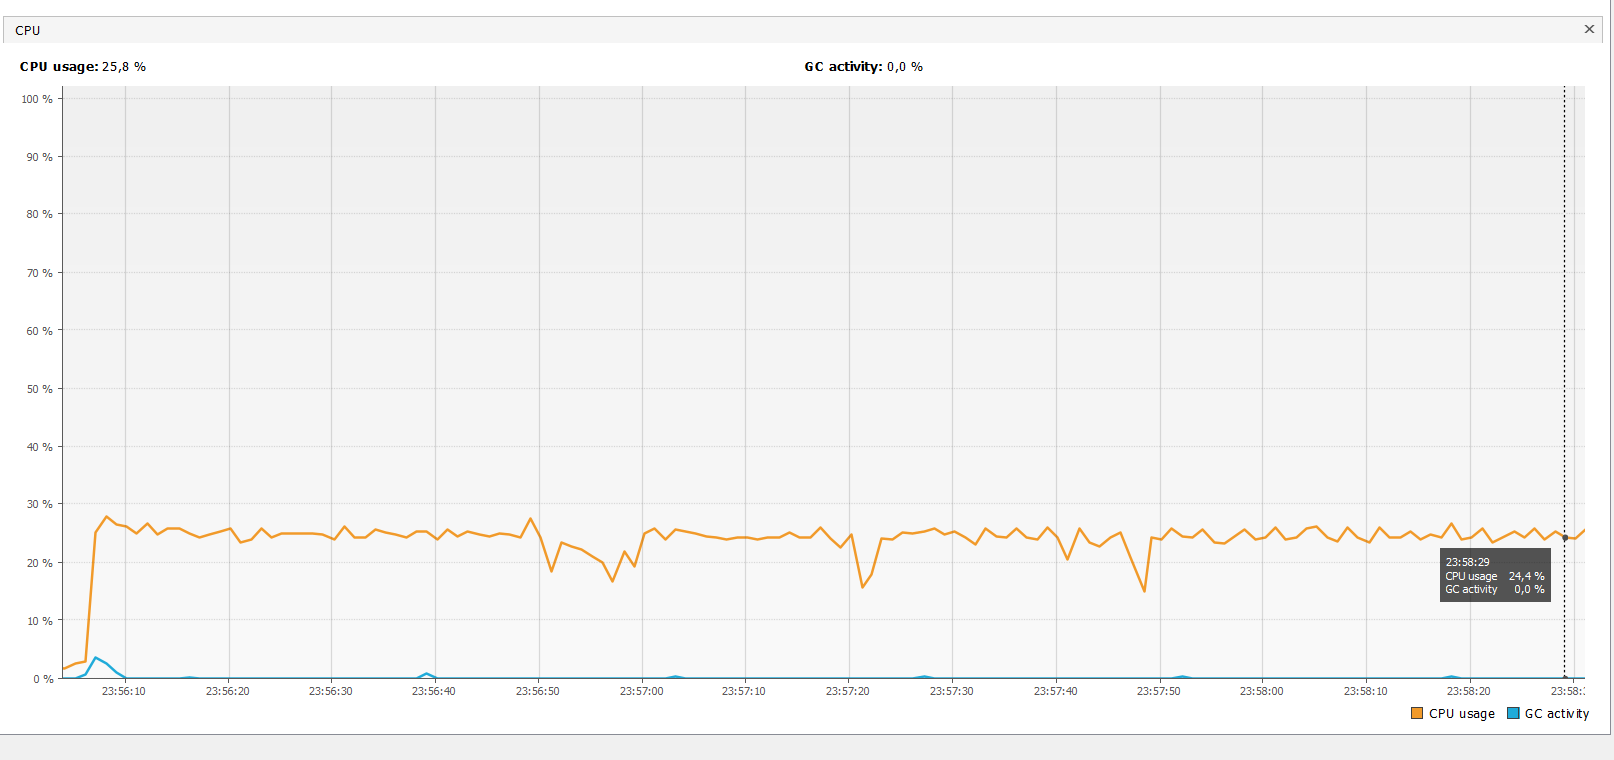 CPU
CPU usage: 25,8 %
GC activity: 0,0 %
100 %
90 %
80 %
70 %
60 %
50 %
40 %
30 %
20 %
10 %
0 %
23:58:29
CPU usage 24,4 %
GC activity 0,0 %
23:56:10 23:56:20 23:56:30 23:56:40 23:56:50 23:57:00 23:57:10 23:57:20 23:57:30 23:57:40 23:57:50 23:58:00 23:58:10 23:58:20
CPU usage GC activity